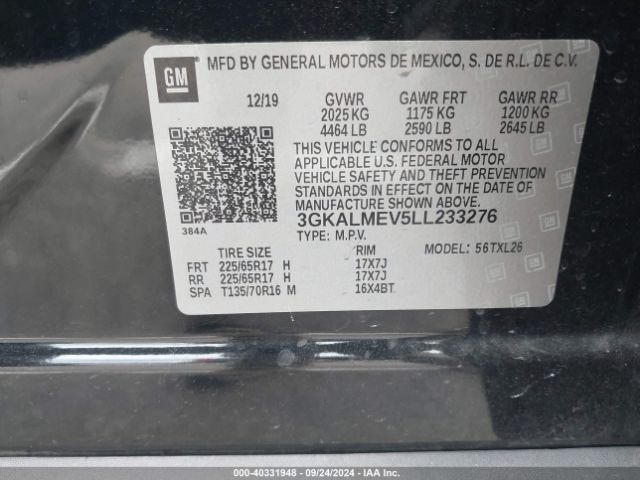 GM
MFD BY GENERAL MOTORS DE MEXICO, S. DE R.L. DE C.V.
12/19 GVWR GAWR FRT GAWR RR
2025 KG 1175 KG 1200 KG
4464 LB 2590 LB 2645 LB
THIS VEHICLE CONFORMS TO ALL
APPLICABLE U.S. FEDERAL MOTOR
VEHICLE SAFETY AND THEFT PREVENTION
STANDARDS IN EFFECT ON THE DATE OF
MANUFACTURE SHOWN ABOVE.
384A 3GKALMEV5LL233276
TYPE: M.P.V.
TIRE SIZE RIM MODEL: 56TXL26
FRT 225/65R17 H 17X7J
RR 225/65R17 H 17X7J
SPA T135/70R16 M 16X4BT
000-40331948 - 09/24/2024 - IAA Inc.